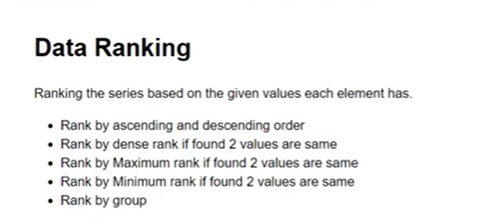 Data Ranking
Ranking the series based on the given values each element has.
• Rank by ascending and descending order
• Rank by dense rank if found 2 values are same
• Rank by Maximum rank if found 2 values are same
• Rank by Minimum rank if found 2 values are same
• Rank by group